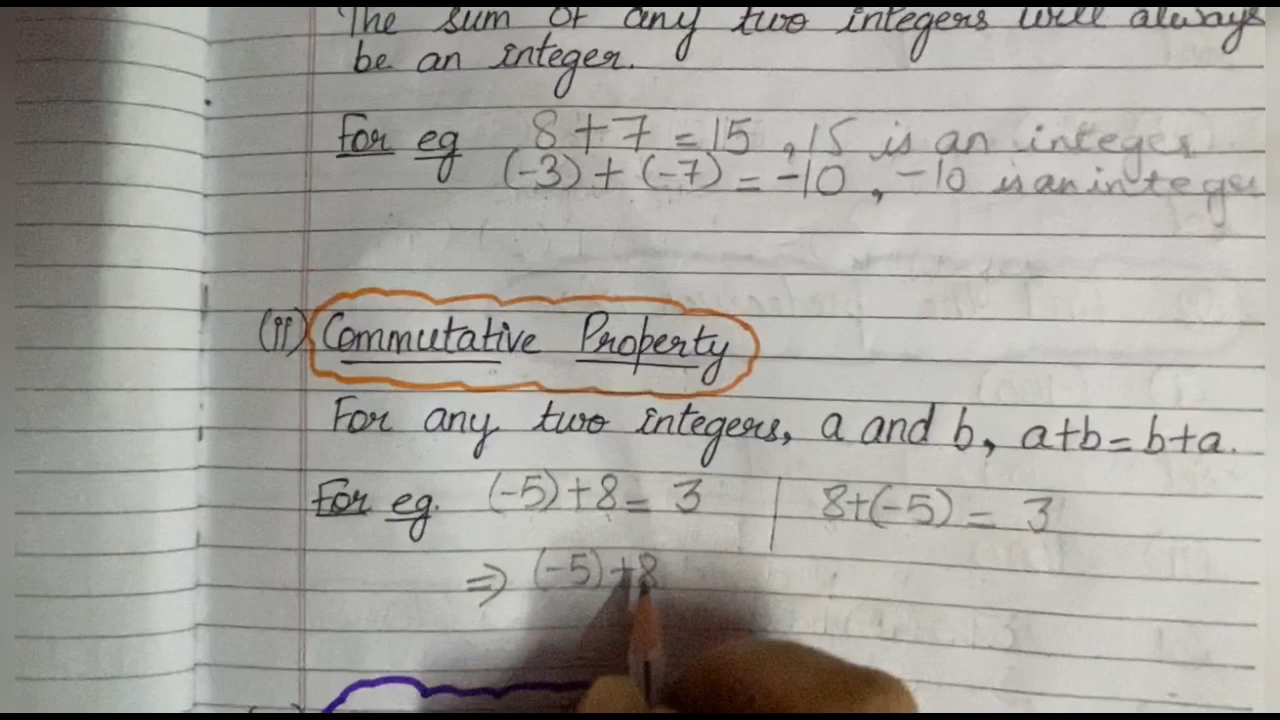 The sum of any two integers will always
be an integer.
For eg 8 + 7 = 15 , 15 is an integer
(-3) + (-7) = -10 , -10 is an intege
(ii) Commutative Property
For any two integers, a and b, a+b = b+a.
For eg. (-5) + 8 = 3 | 8+(-5) = 3
⇒ (-5) + 8